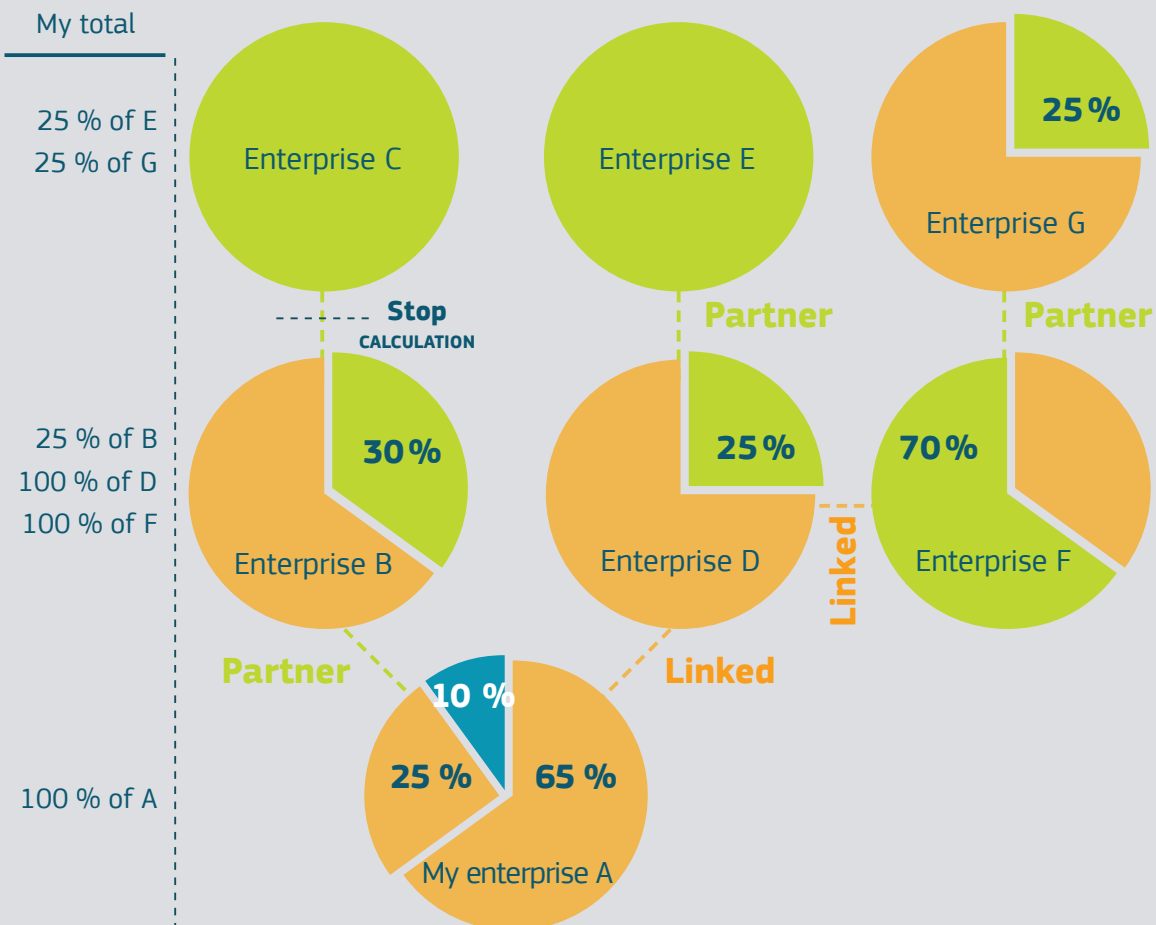 My total
25 % of E
25 % of G
Enterprise C
Enterprise E
25 %
Enterprise G
Stop
CALCULATION
Partner
Partner
25 % of B
100 % of D
100 % of F
30 %
Enterprise B
25 %
Enterprise D
Linked
70 %
Enterprise F
Partner
Linked
100 % of A
10 %
25 %
65 %
My enterprise A